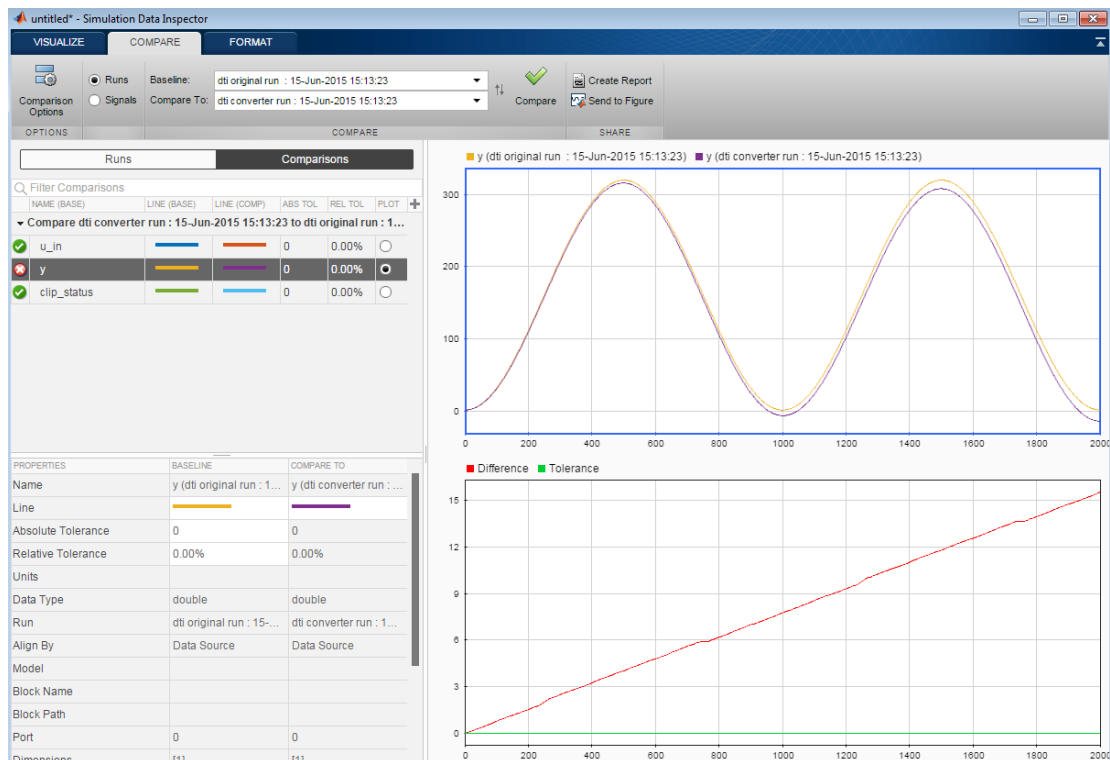 untitled* - Simulation Data Inspector
VISUALIZE COMPARE FORMAT
Comparison Options
Runs
Signals
Baseline: dti original run : 15-Jun-2015 15:13:23
Compare To: dti converter run : 15-Jun-2015 15:13:23
Compare
Create Report
Send to Figure
OPTIONS COMPARE SHARE
Runs Comparisons
Filter Comparisons
NAME (BASE) LINE (BASE) LINE (COMP) ABS TOL REL TOL PLOT
Compare dti converter run : 15-Jun-2015 15:13:23 to dti original run : 1...
u_in 0 0.00%
y 0 0.00%
clip_status 0 0.00%
PROPERTIES BASELINE COMPARE TO
Name y (dti original run : 1... y (dti converter run : ...
Line
Absolute Tolerance 0 0
Relative Tolerance 0.00% 0.00%
Units
Data Type double double
Run dti original run : 15-... dti converter run : 1...
Align By Data Source Data Source
Model
Block Name
Block Path
Port 0 0
Dimensions [1] [1]
y (dti original run : 15-Jun-2015 15:13:23) y (dti converter run : 15-Jun-2015 15:13:23)
300
200
100
0
0 200 400 600 800 1000 1200 1400 1600 1800 2000
Difference Tolerance
15
12
9
6
3
0
0 200 400 600 800 1000 1200 1400 1600 1800 2000